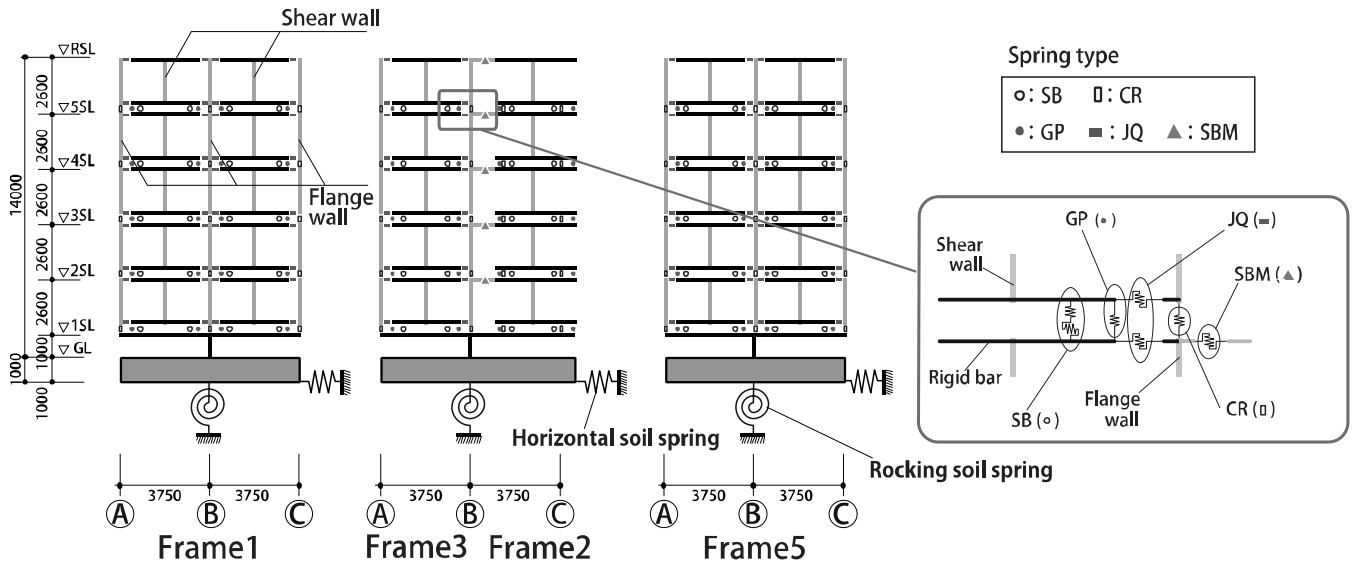 Shear wall
▽RSL
▽5SL
▽4SL
▽3SL
▽2SL
▽1SL
▽GL
2600
2600
2600
2600
2600
1000
14000
1000
1000
Flange
wall
Horizontal soil spring
Rocking soil spring
3750
3750
3750
3750
3750
3750
A
B
C
A
B
C
A
B
C
Frame1
Frame3
Frame2
Frame5
Spring type
: SB
: CR
: GP
: JQ
: SBM
GP (•)
JQ (=)
Shear
wall
SBM (▲)
Rigid bar
SB (○)
Flange
wall
CR (▯)